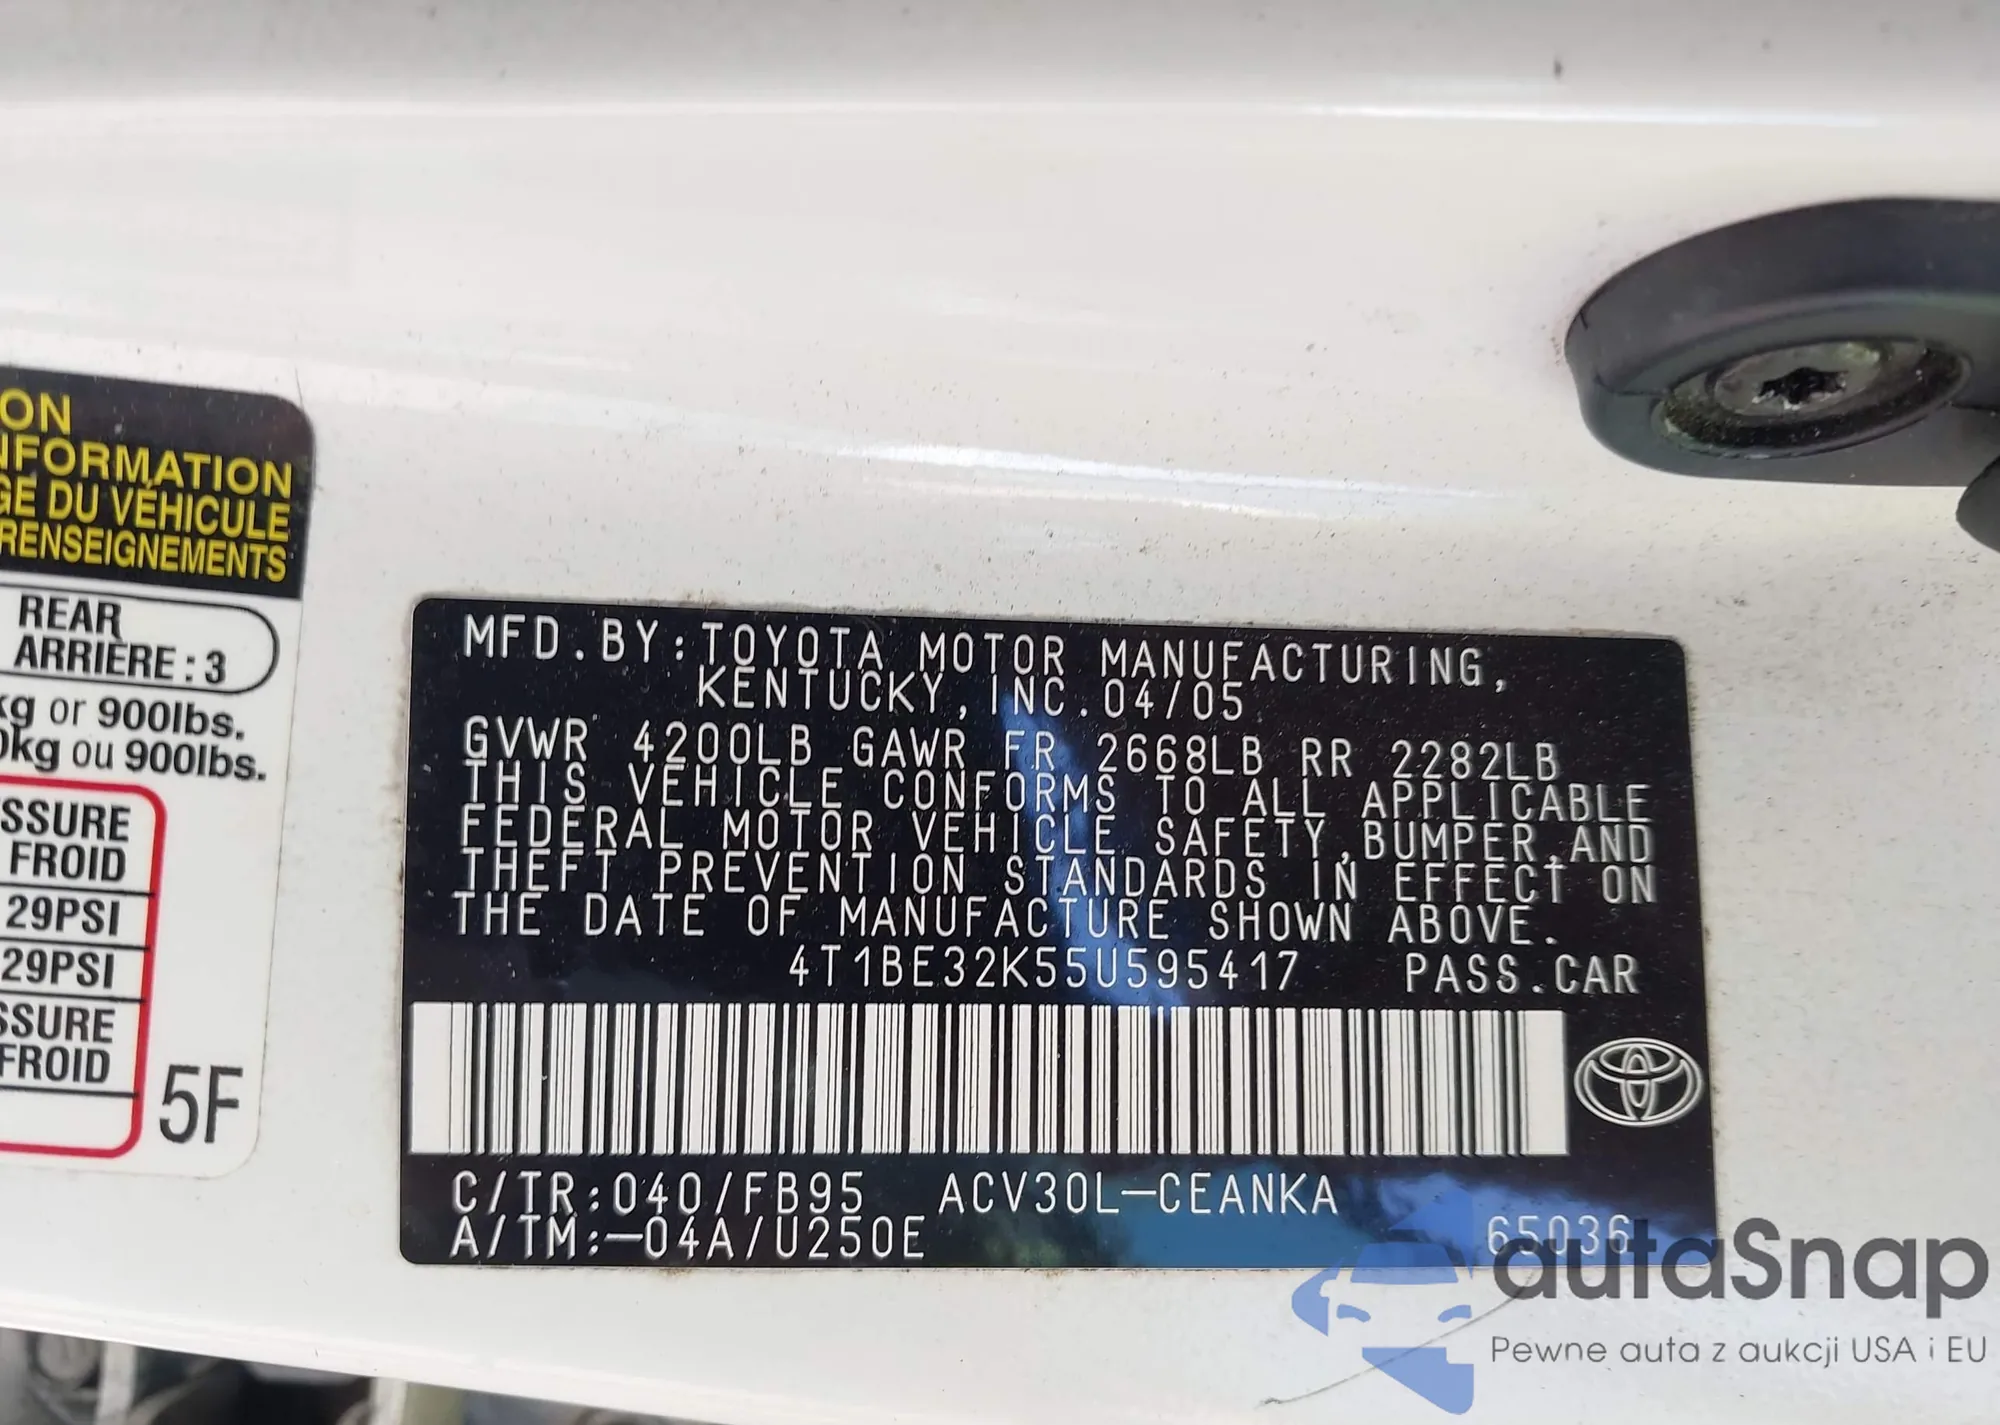 ON
NFORMATION
GE DU VÉHICULE
RENSEIGNEMENTS
REAR
ARRIÈRE : 3
kg or 900lbs.
0kg ou 900lbs.
SSURE
FROID
29PSI
29PSI
SSURE
FROID
5F
MFD.BY:TOYOTA MOTOR MANUFACTURING,
KENTUCKY,INC.04/05
GVWR 4200LB GAWR FR 2668LB RR 2282LB
THIS VEHICLE CONFORMS TO ALL APPLICABLE
FEDERAL MOTOR VEHICLE SAFETY,BUMPER,AND
THEFT PREVENTION STANDARDS IN EFFECT ON
THE DATE OF MANUFACTURE SHOWN ABOVE.
4T1BE32K55U595417 PASS.CAR
C/TR:040/FB95 ACV30L-CEANKA
A/TM:-04A/U250E 65036
autaSnap
Pewne auta z aukcji USA i EU